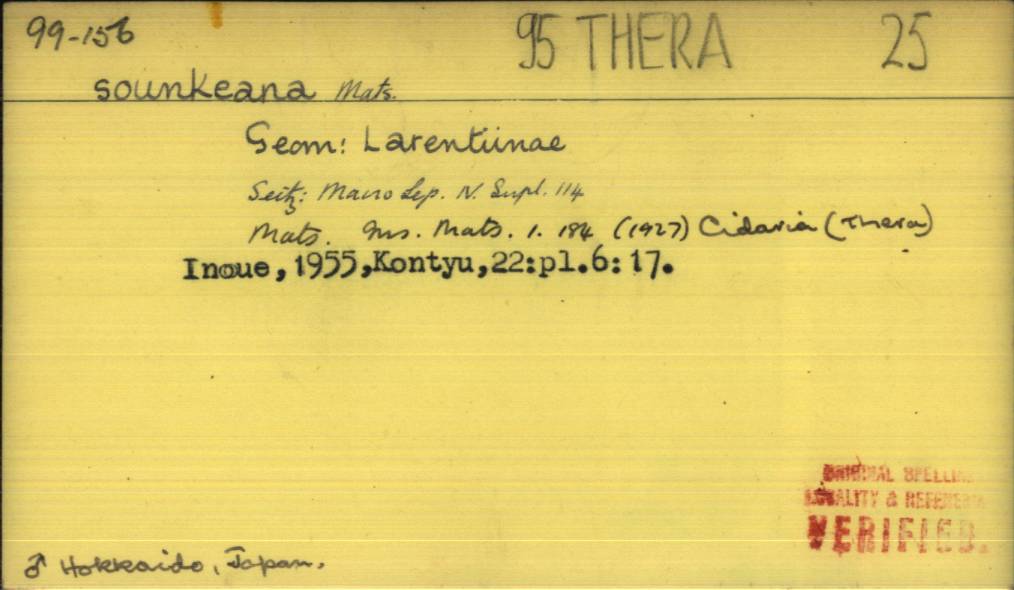 99-156 95 THERA 25
sounkeana Mats.
Geom: Larentiinae
Seitz: Macro Lep. IV. Supl. 114
Mats. Ins. Mats. 1. 184 (1927) Cidaria (Thera)
Inoue, 1955, Kontyu, 22:pl.6: 17.
ORIGINAL SPELLING
LOCALITY & REFERENCE
VERIFIED.
♂ Hokkaido, Japan.